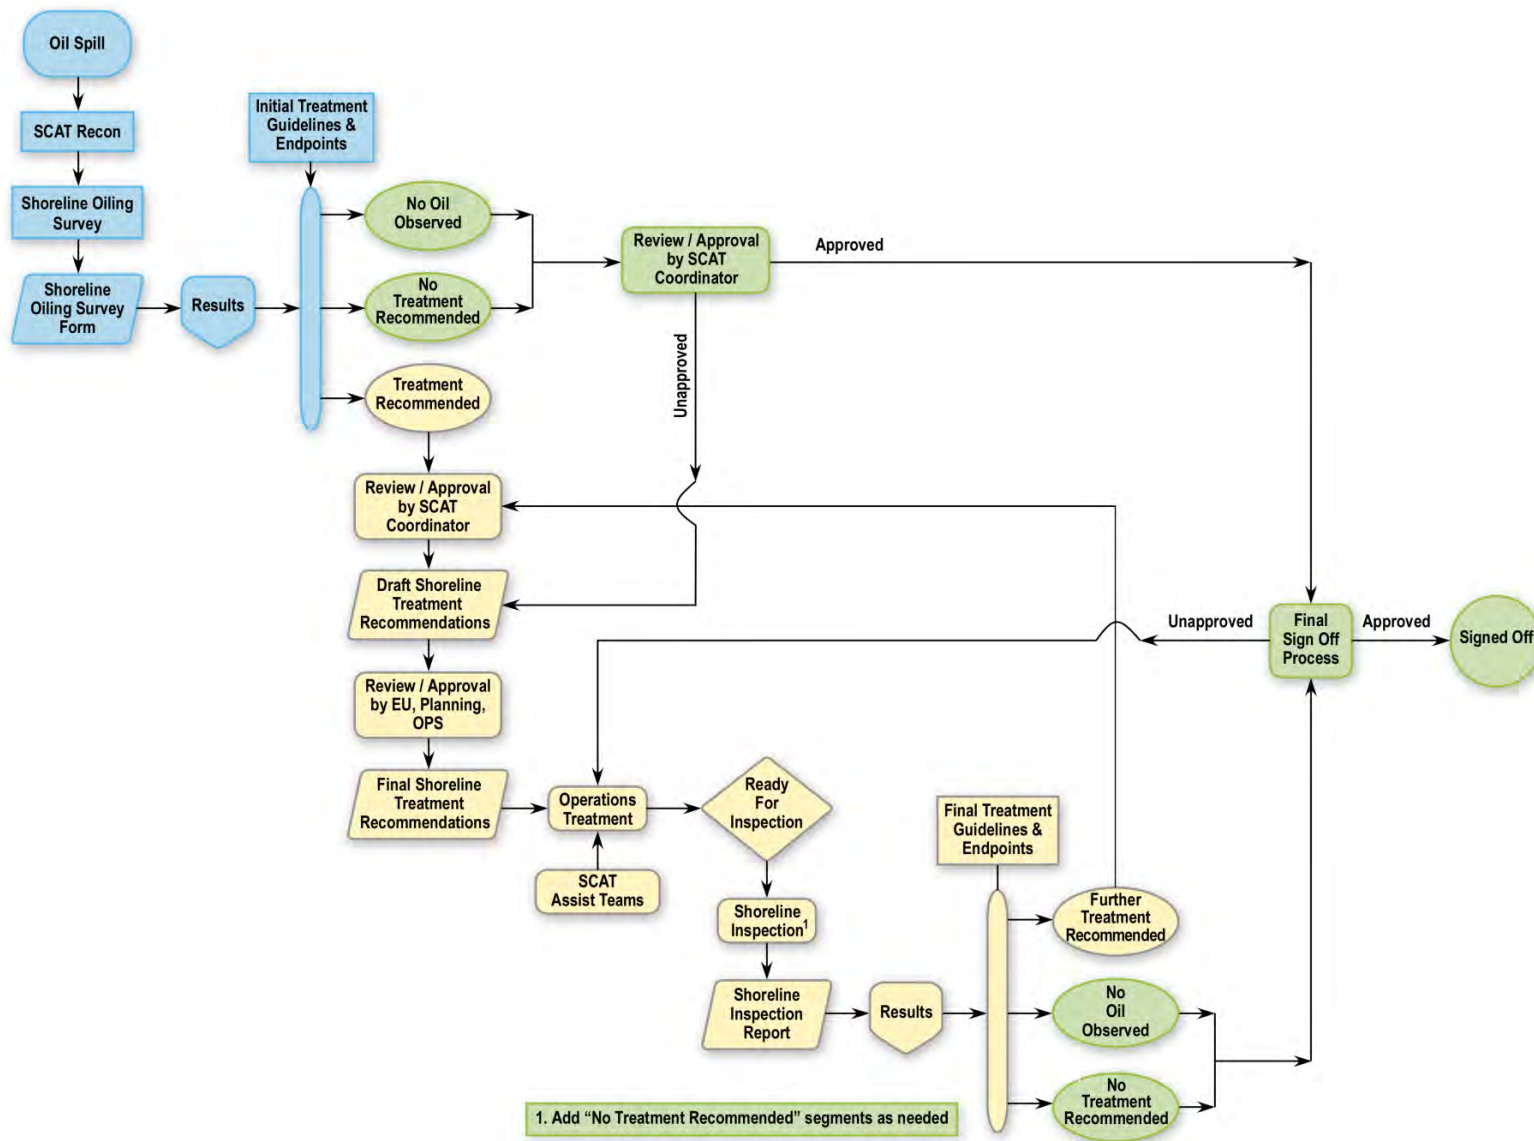 Oil Spill
SCAT Recon
Shoreline Oiling
Survey
Shoreline
Oiling Survey
Form
Results
Initial Treatment
Guidelines &
Endpoints
No Oil
Observed
No
Treatment
Recommended
Treatment
Recommended
Review / Approval
by SCAT
Coordinator
Approved
Unapproved
Review / Approval
by SCAT
Coordinator
Draft Shoreline
Treatment
Recommendations
Review / Approval
by EU, Planning,
OPS
Final Shoreline
Treatment
Recommendations
Operations
Treatment
SCAT
Assist Teams
Ready
For
Inspection
Shoreline
Inspection1
Shoreline
Inspection
Report
Results
Final Treatment
Guidelines &
Endpoints
Further
Treatment
Recommended
No
Oil
Observed
No
Treatment
Recommended
Unapproved
Final
Sign Off
Process
Approved
Signed Off
1. Add “No Treatment Recommended” segments as needed